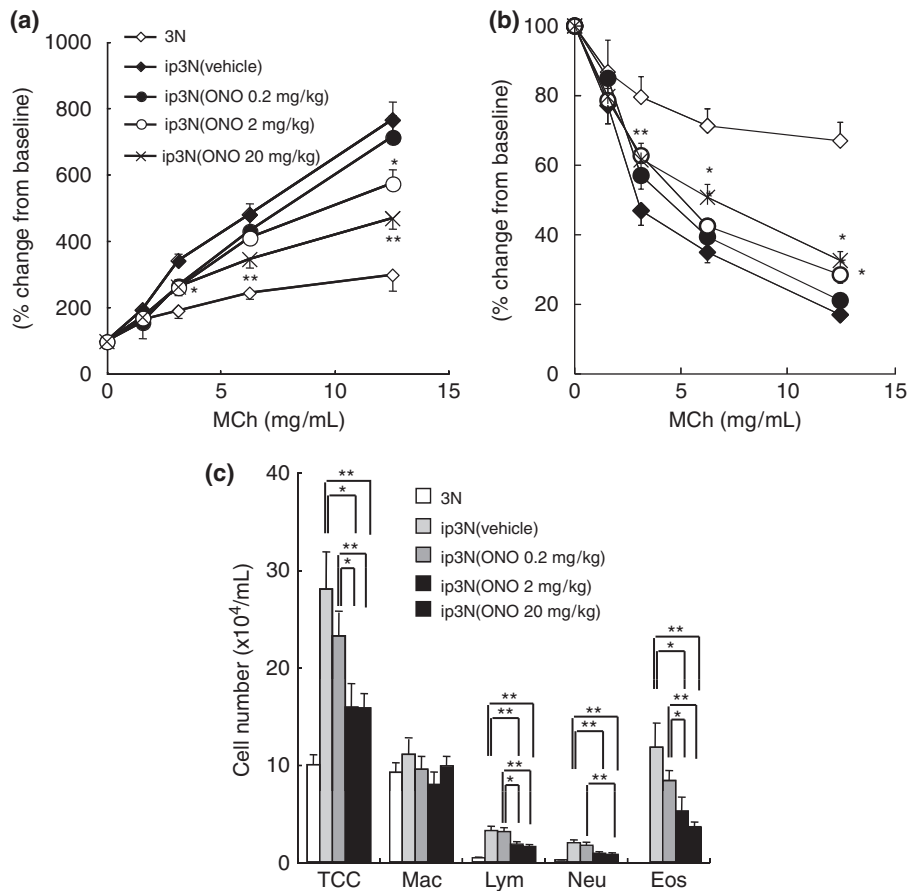 (a)
1000
800
600
400
200
0
(% change from baseline)
3N
ip3N(vehicle)
ip3N(ONO 0.2 mg/kg)
ip3N(ONO 2 mg/kg)
ip3N(ONO 20 mg/kg)
*
**
*
**
0 5 10 15
MCh (mg/mL)
(b)
100
80
60
40
20
0
(% change from baseline)
**
*
*
*
0 5 10 15
MCh (mg/mL)
(c)
40
30
20
10
0
Cell number (x10⁴/mL)
3N
ip3N(vehicle)
ip3N(ONO 0.2 mg/kg)
ip3N(ONO 2 mg/kg)
ip3N(ONO 20 mg/kg)
**
*
**
*
**
**
**
*
**
**
**
**
*
**
*
TCC Mac Lym Neu Eos